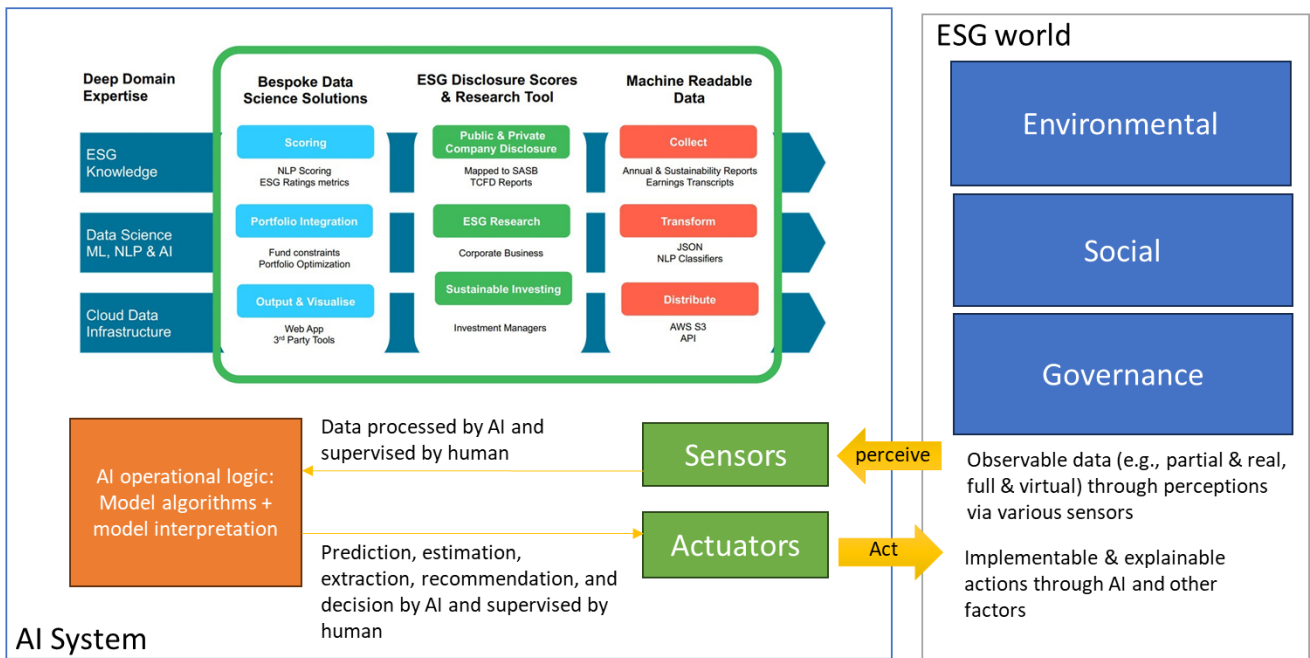 ESG world
Deep Domain
Expertise
Bespoke Data
Science Solutions
ESG Disclosure Scores
& Research Tool
Machine Readable
Data
ESG
Knowledge
Scoring
NLP Scoring
ESG Ratings metrics
Public & Private
Company Disclosure
Mapped to SASB
TCFD Reports
Collect
Annual & Sustainability Reports
Earnings Transcripts
Data Science
ML, NLP & AI
Portfolio Integration
Fund constraints
Portfolio Optimization
ESG Research
Corporate Business
Transform
JSON
NLP Classifiers
Cloud Data
Infrastructure
Output & Visualise
Web App
3rd Party Tools
Sustainable Investing
Investment Managers
Distribute
AWS S3
API
Environmental
Social
Governance
AI operational logic:
Model algorithms +
model interpretation
Data processed by AI and
supervised by human
Sensors
perceive
Observable data (e.g., partial & real,
full & virtual) through perceptions
via various sensors
Prediction, estimation,
extraction, recommendation, and
decision by AI and supervised by
human
Actuators
Act
Implementable & explainable
actions through AI and other
factors
AI System